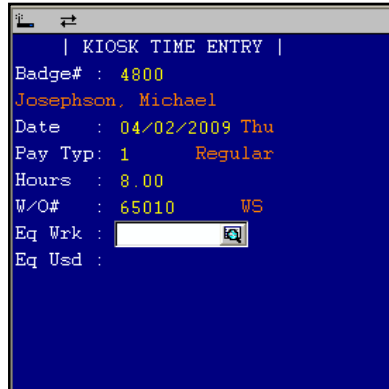 | KIOSK TIME ENTRY |
Badge# : 4800
Josephson, Michael
Date : 04/02/2009 Thu
Pay Typ: 1 Regular
Hours : 8.00
W/O# : 65010 WS
Eq Wrk :
Eq Usd :